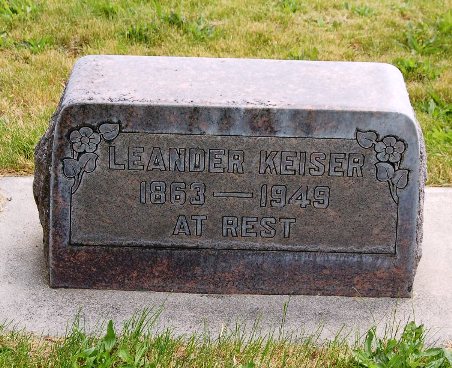 LEANDER KEISER
1863 — 1949
AT REST